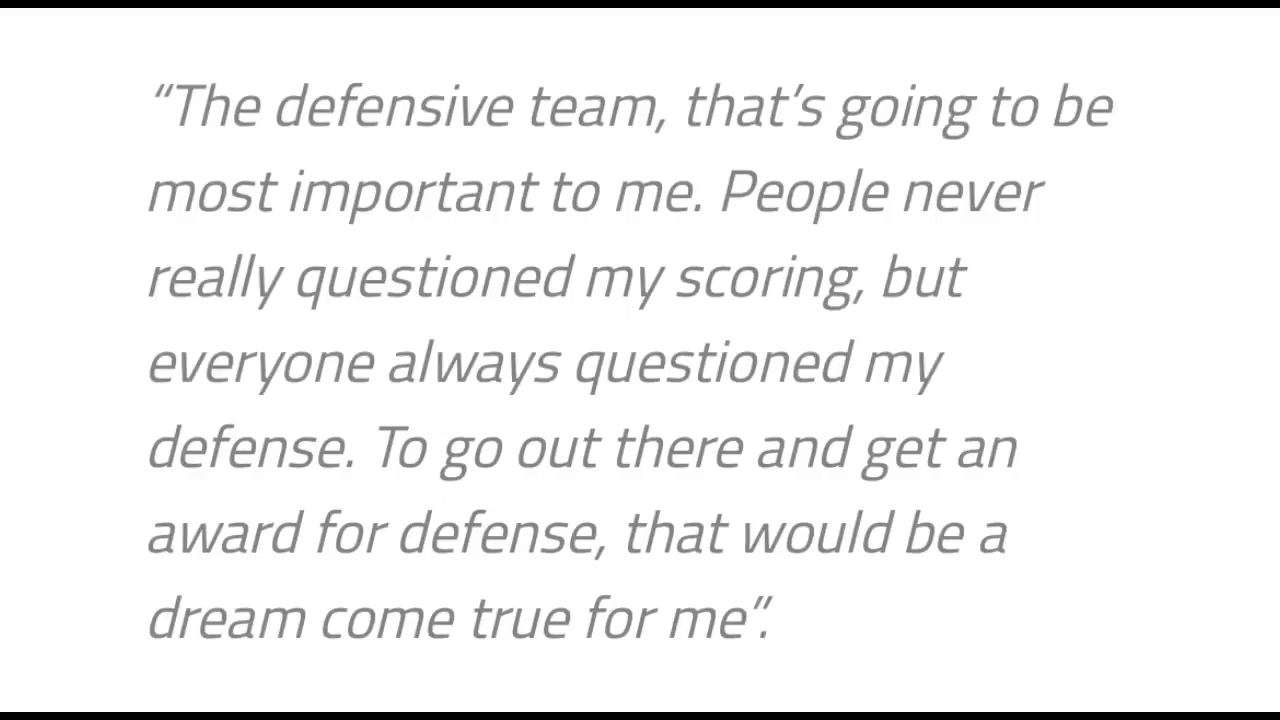 “The defensive team, that’s going to be
most important to me. People never
really questioned my scoring, but
everyone always questioned my
defense. To go out there and get an
award for defense, that would be a
dream come true for me”.